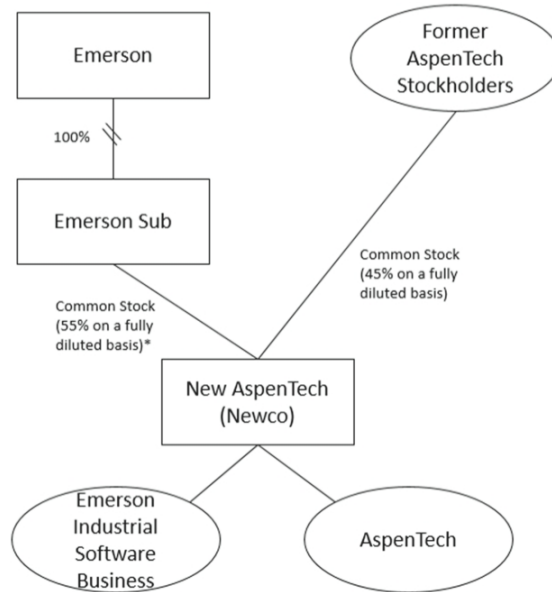 Emerson
Former
AspenTech
Stockholders
100%
Emerson Sub
Common Stock
(45% on a fully
diluted basis)
Common Stock
(55% on a fully
diluted basis)*
New AspenTech
(Newco)
Emerson
Industrial
Software
Business
AspenTech